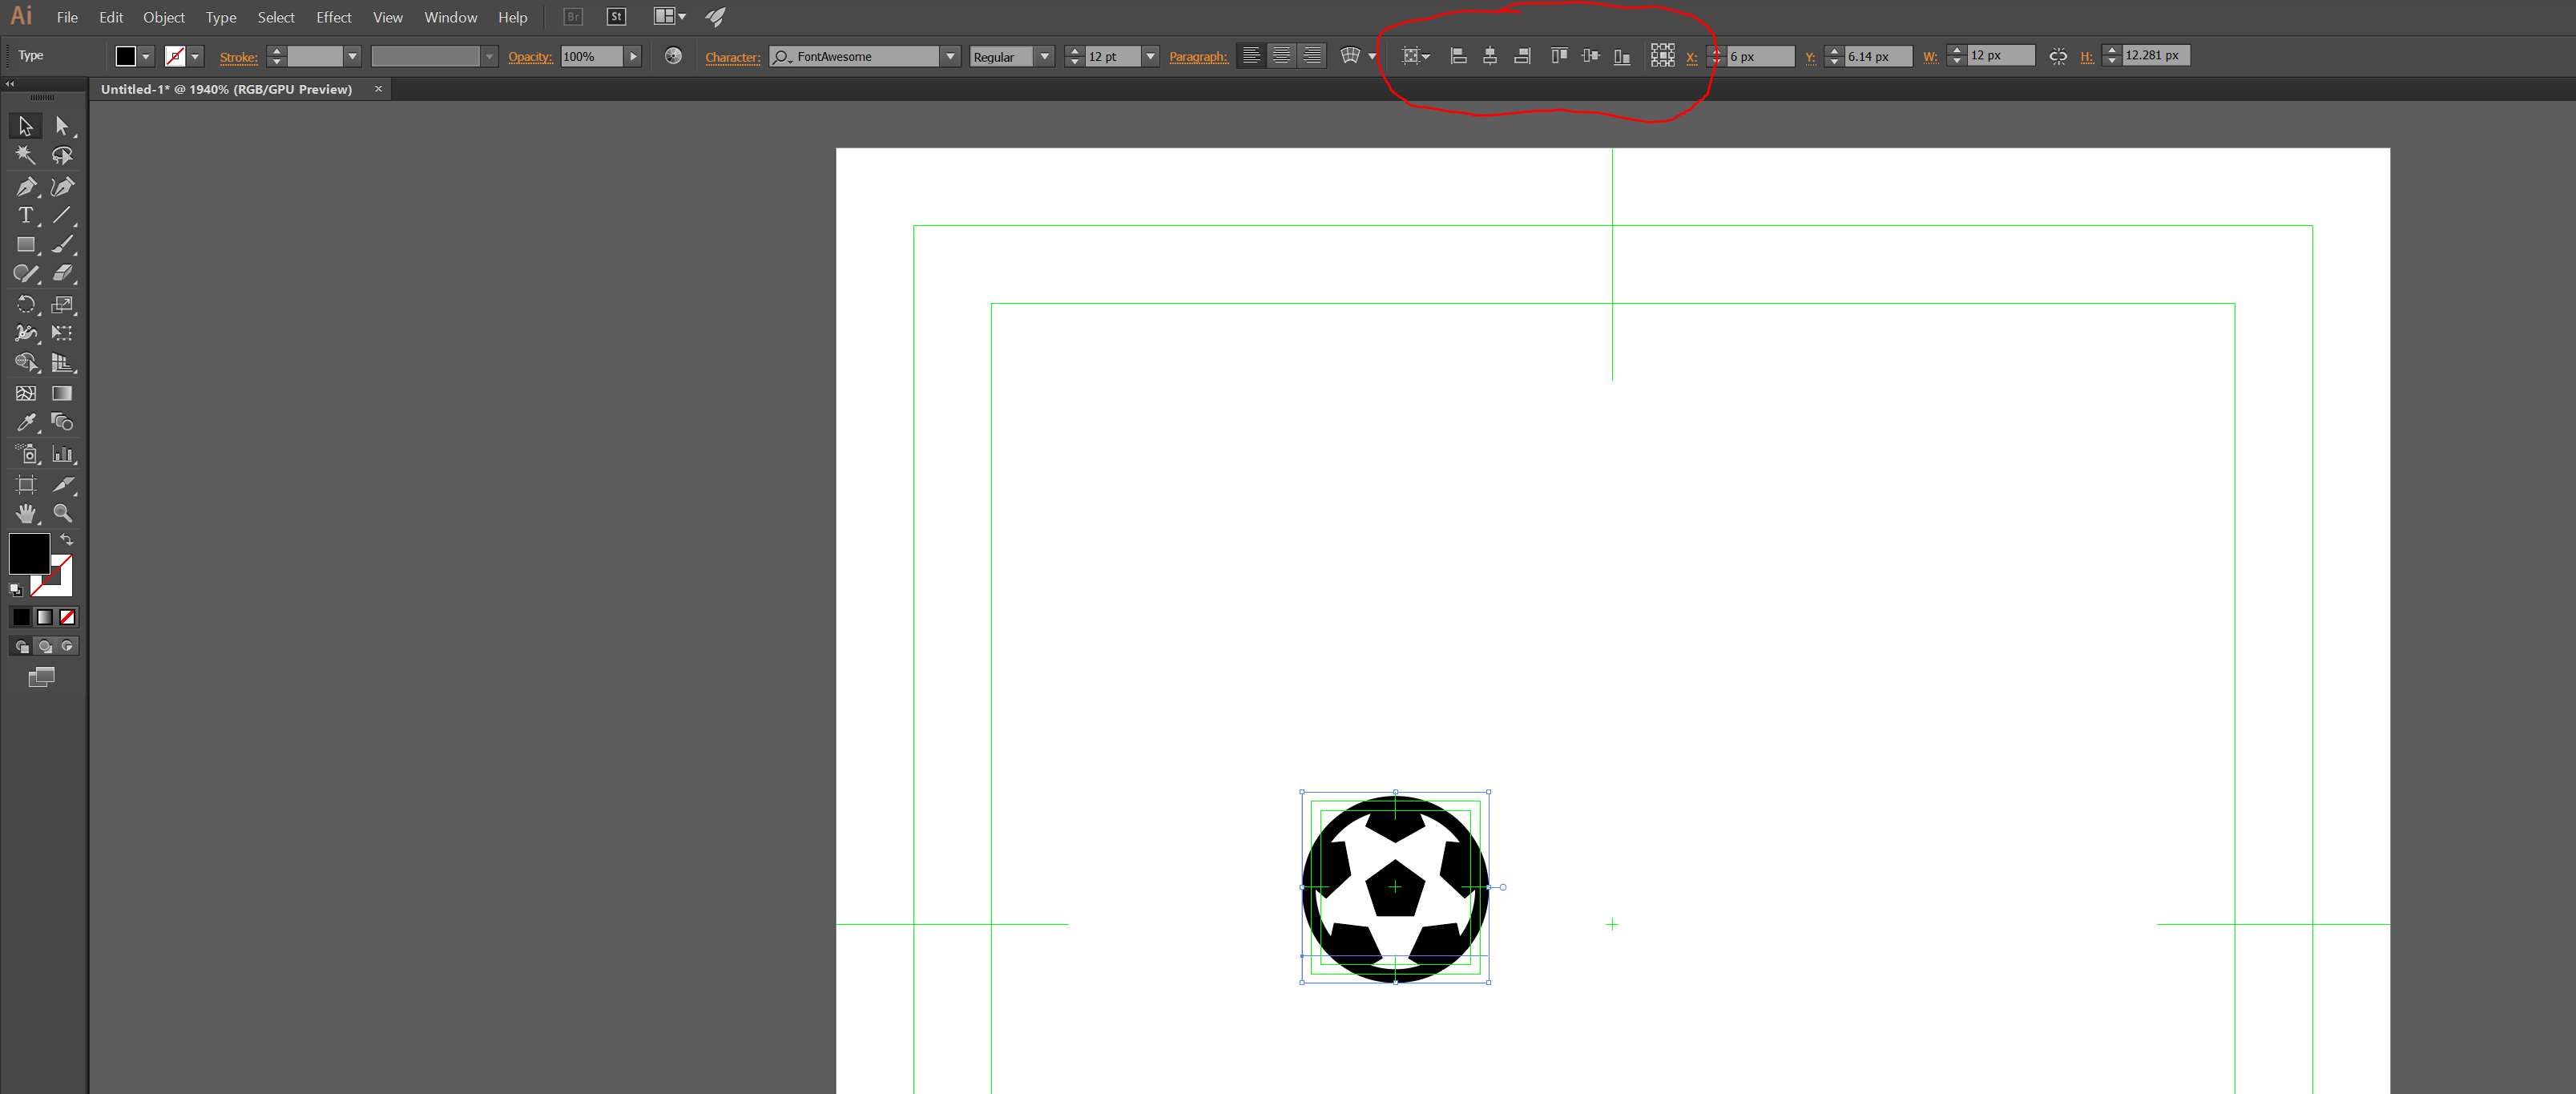 Ai File Edit Object Type Select Effect View Window Help Br St
Type Stroke: Opacity: 100% Character: FontAwesome Regular 12 pt Paragraph: X: 6 px Y: 6.14 px W: 12 px H: 12.281 px
Untitled-1* @ 1940% (RGB/GPU Preview) ×
T